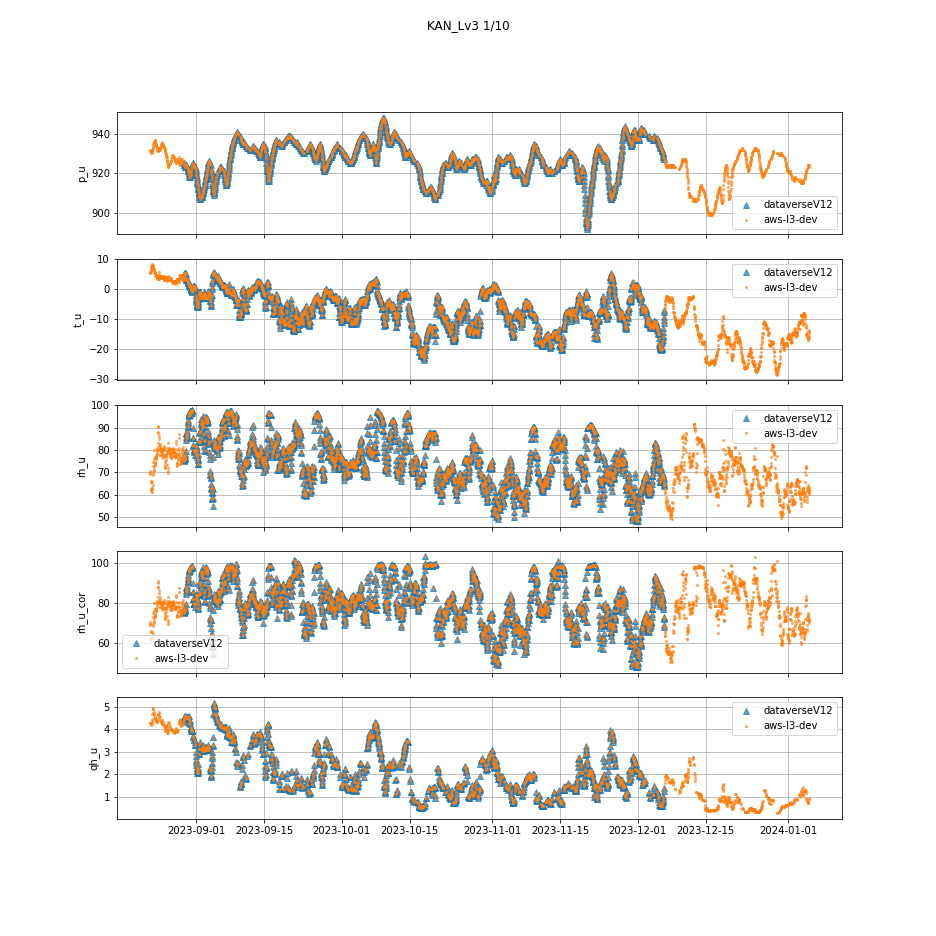 KAN_Lv3 1/10
940
920
900
p_u
dataverseV12
aws-l3-dev
10
0
−10
−20
−30
t_u
dataverseV12
aws-l3-dev
100
90
80
70
60
50
rh_u
dataverseV12
aws-l3-dev
100
80
60
rh_u_cor
dataverseV12
aws-l3-dev
5
4
3
2
1
qh_u
dataverseV12
aws-l3-dev
2023-09-01 2023-09-15 2023-10-01 2023-10-15 2023-11-01 2023-11-15 2023-12-01 2023-12-15 2024-01-01